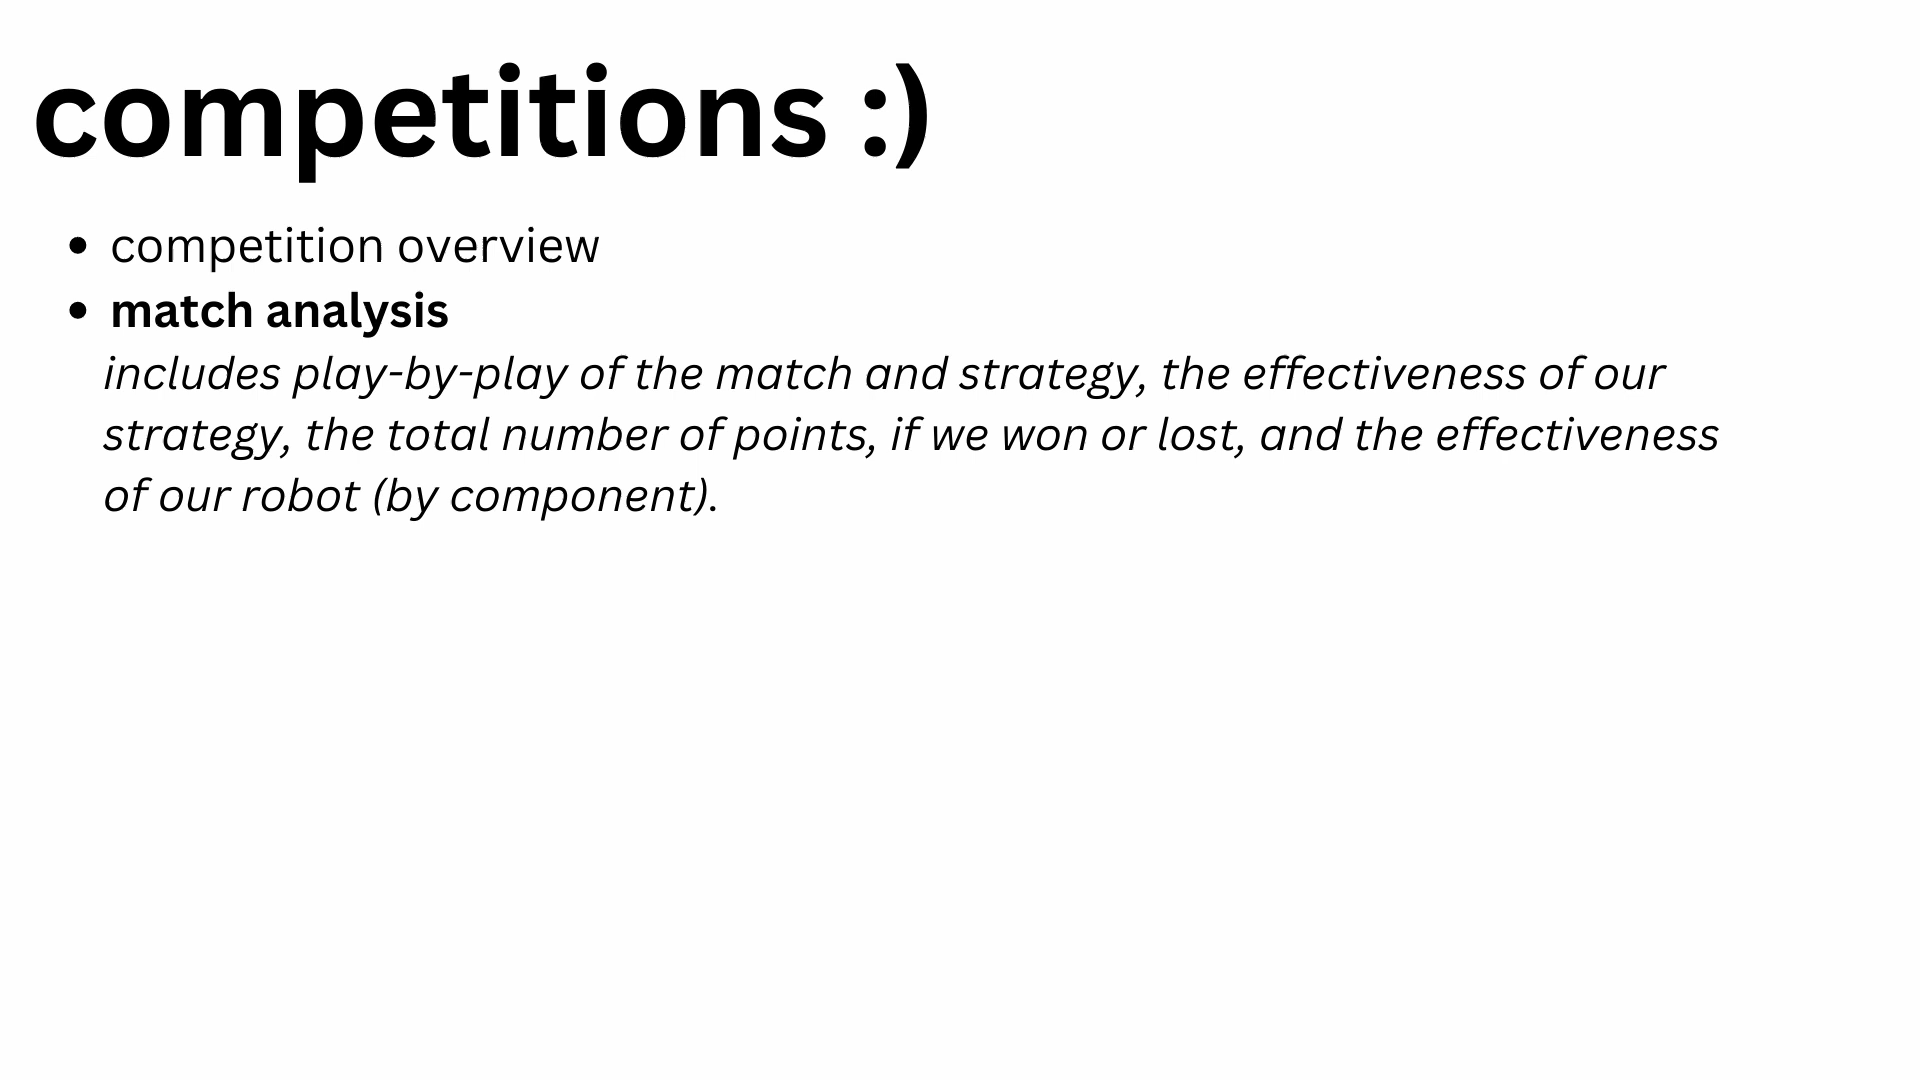 competitions :)
• competition overview
• match analysis
includes play-by-play of the match and strategy, the effectiveness of our
strategy, the total number of points, if we won or lost, and the effectiveness
of our robot (by component).